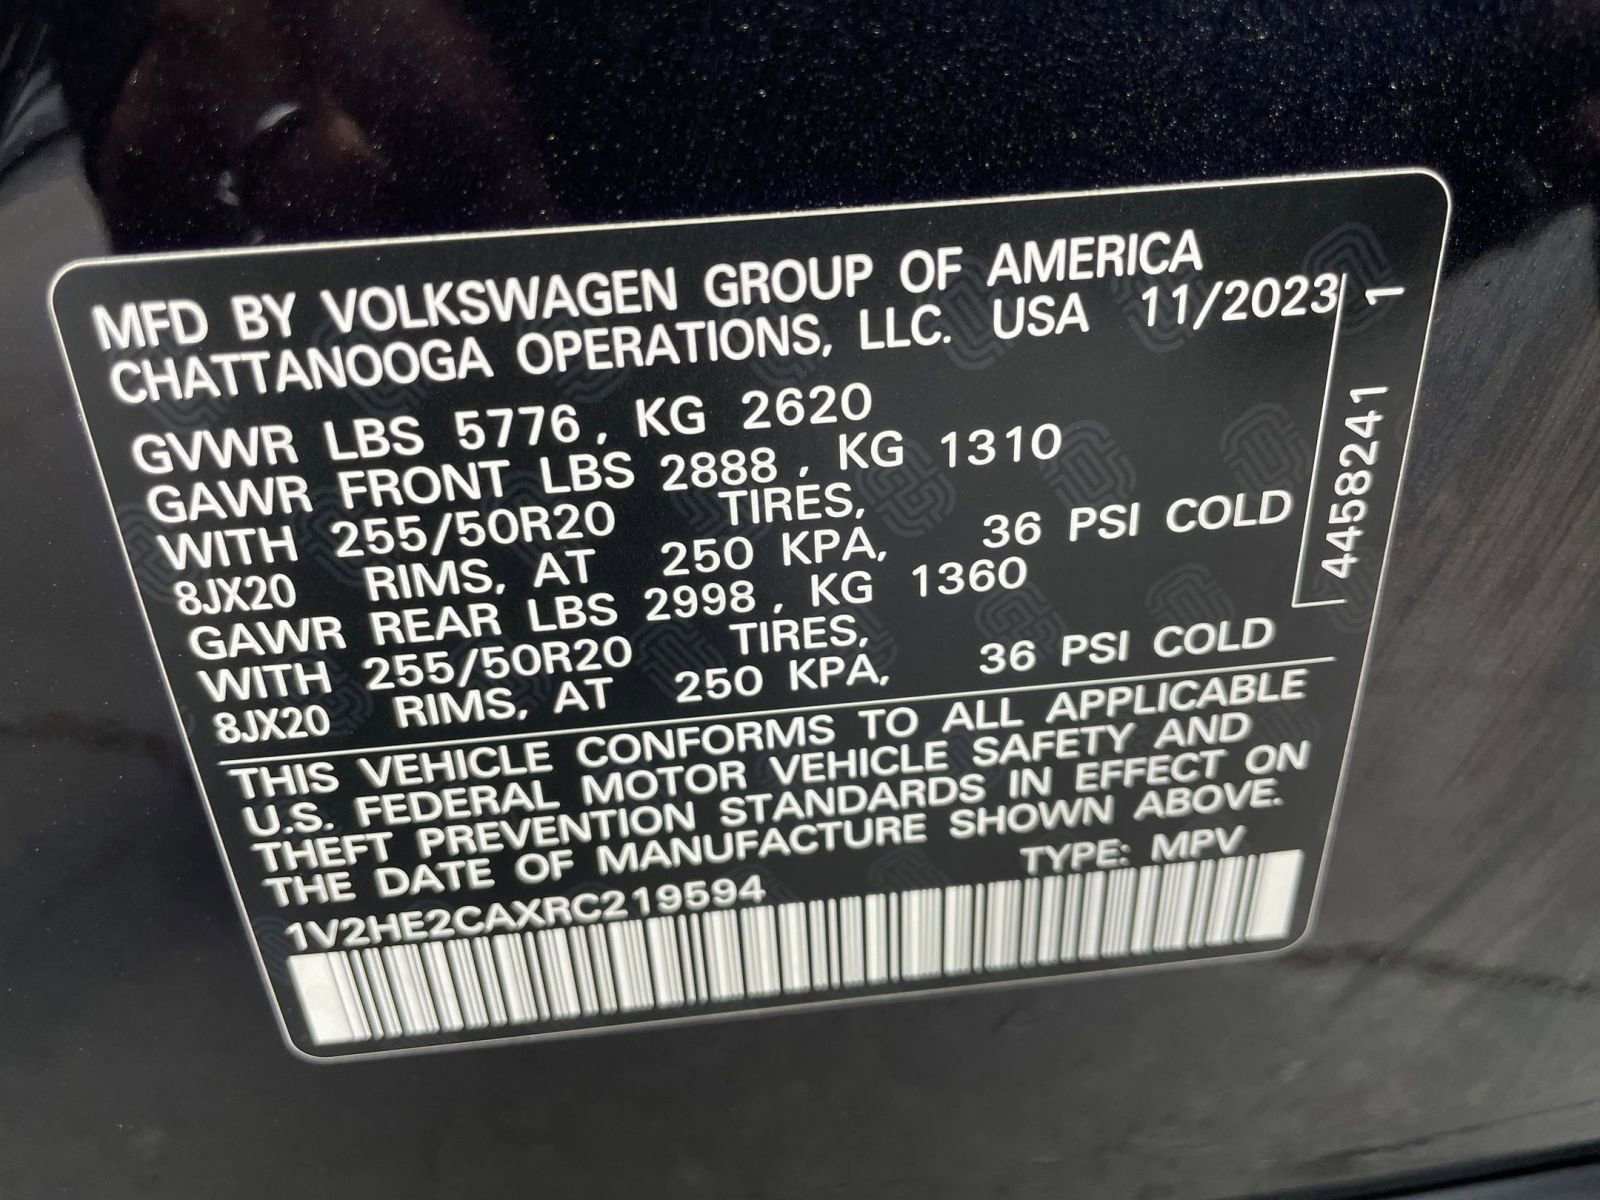 MFD BY VOLKSWAGEN GROUP OF AMERICA
CHATTANOOGA OPERATIONS, LLC. USA 11/2023
GVWR LBS 5776, KG 2620
GAWR FRONT LBS 2888, KG 1310
WITH 255/50R20 TIRES,
8JX20 RIMS, AT 250 KPA, 36 PSI COLD
GAWR REAR LBS 2998, KG 1360
WITH 255/50R20 TIRES,
8JX20 RIMS, AT 250 KPA, 36 PSI COLD
THIS VEHICLE CONFORMS TO ALL APPLICABLE
U.S. FEDERAL MOTOR VEHICLE SAFETY AND
THEFT PREVENTION STANDARDS IN EFFECT ON
THE DATE OF MANUFACTURE SHOWN ABOVE.
1V2HE2CAXRC219594 TYPE: MPV
4458241 1